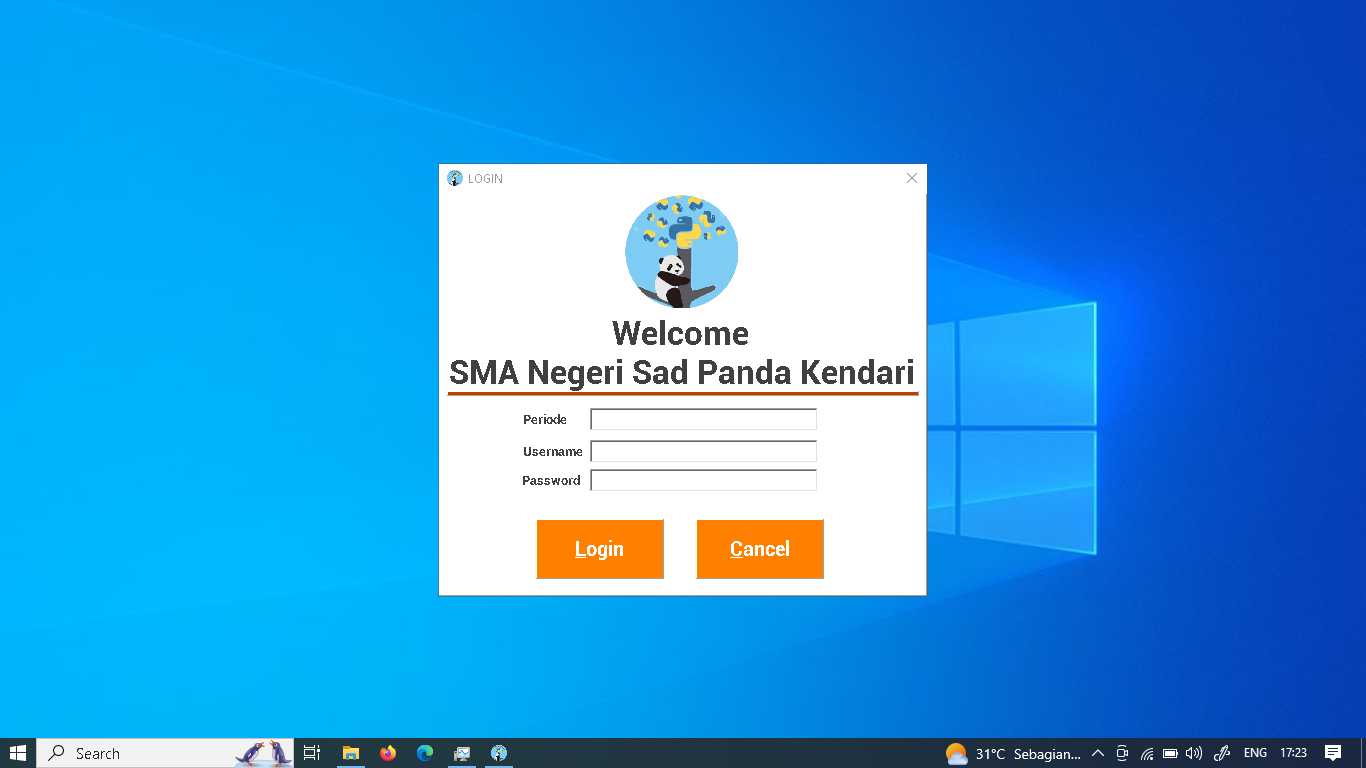 LOGIN
Welcome
SMA Negeri Sad Panda Kendari
Periode
Username
Password
Login
Cancel
Search
31°C Sebagian...
ENG
17:23